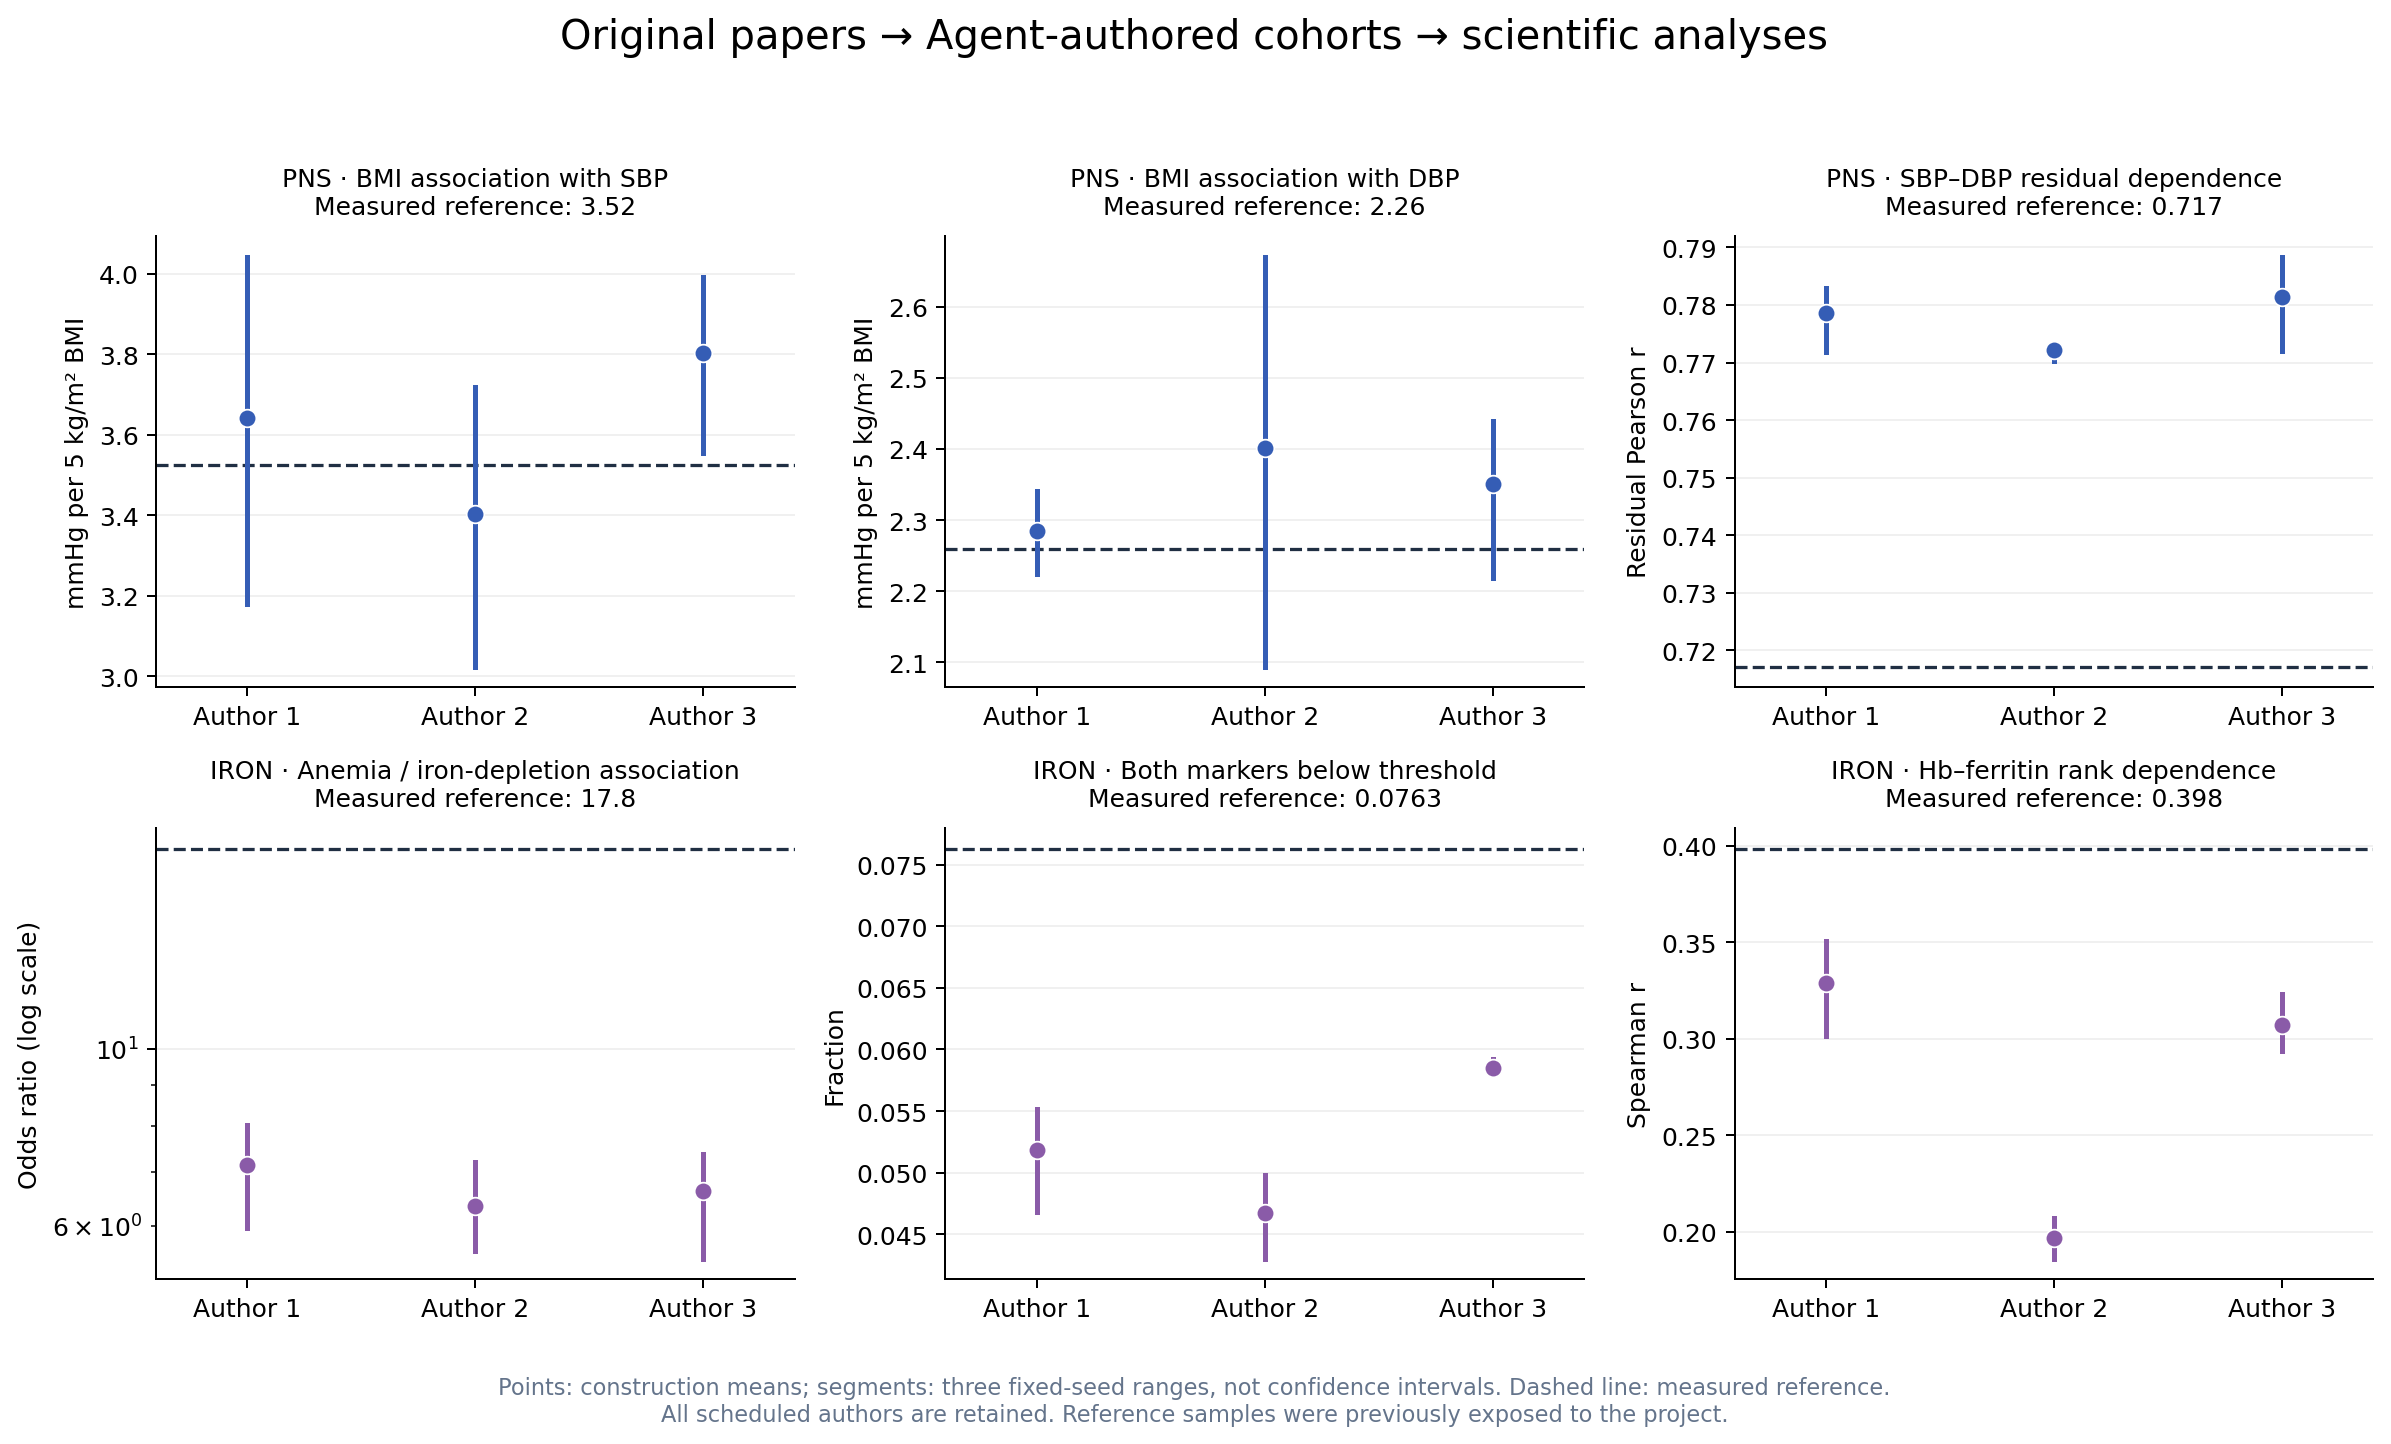 Original papers → Agent-authored cohorts → scientific analyses
PNS · BMI association with SBP
Measured reference: 3.52
mmHg per 5 kg/m² BMI
4.0
3.8
3.6
3.4
3.2
3.0
Author 1
Author 2
Author 3
PNS · BMI association with DBP
Measured reference: 2.26
mmHg per 5 kg/m² BMI
2.6
2.5
2.4
2.3
2.2
2.1
Author 1
Author 2
Author 3
PNS · SBP–DBP residual dependence
Measured reference: 0.717
Residual Pearson r
0.79
0.78
0.77
0.76
0.75
0.74
0.73
0.72
Author 1
Author 2
Author 3
IRON · Anemia / iron-depletion association
Measured reference: 17.8
Odds ratio (log scale)
10¹
6 × 10⁰
Author 1
Author 2
Author 3
IRON · Both markers below threshold
Measured reference: 0.0763
Fraction
0.075
0.070
0.065
0.060
0.055
0.050
0.045
Author 1
Author 2
Author 3
IRON · Hb–ferritin rank dependence
Measured reference: 0.398
Spearman r
0.40
0.35
0.30
0.25
0.20
Author 1
Author 2
Author 3
Points: construction means; segments: three fixed-seed ranges, not confidence intervals. Dashed line: measured reference.
All scheduled authors are retained. Reference samples were previously exposed to the project.